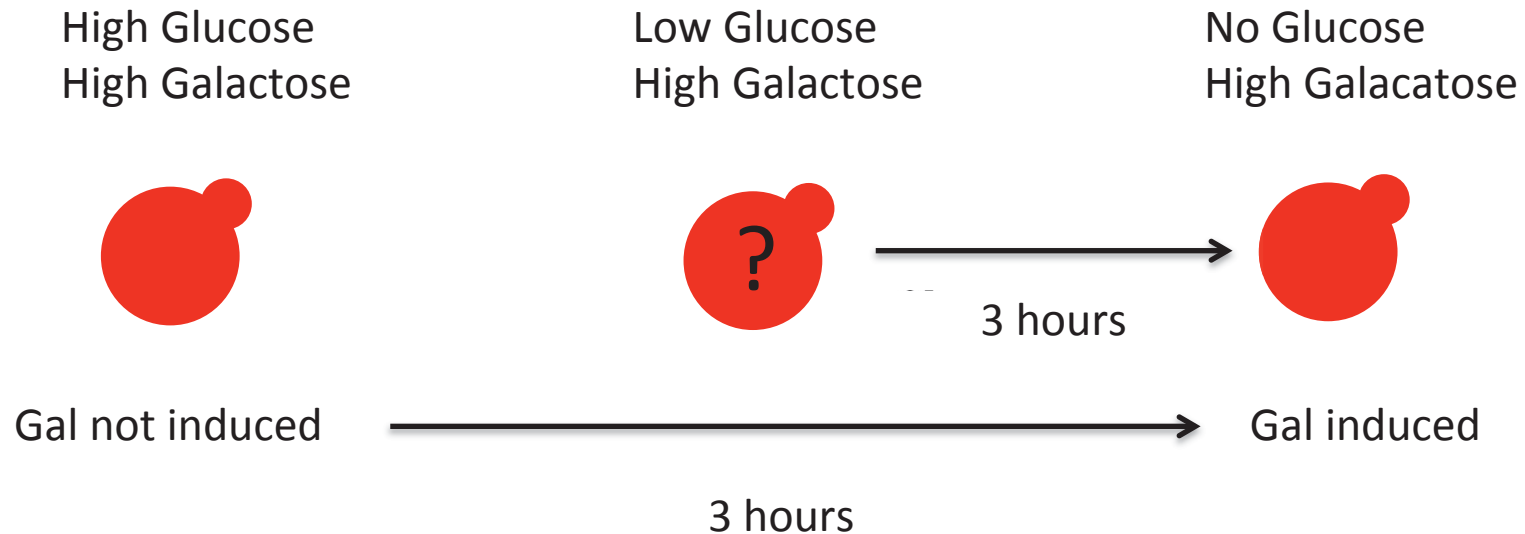 High Glucose
High Galactose
Low Glucose
High Galactose
No Glucose
High Galacatose
?
3 hours
Gal not induced
Gal induced
3 hours